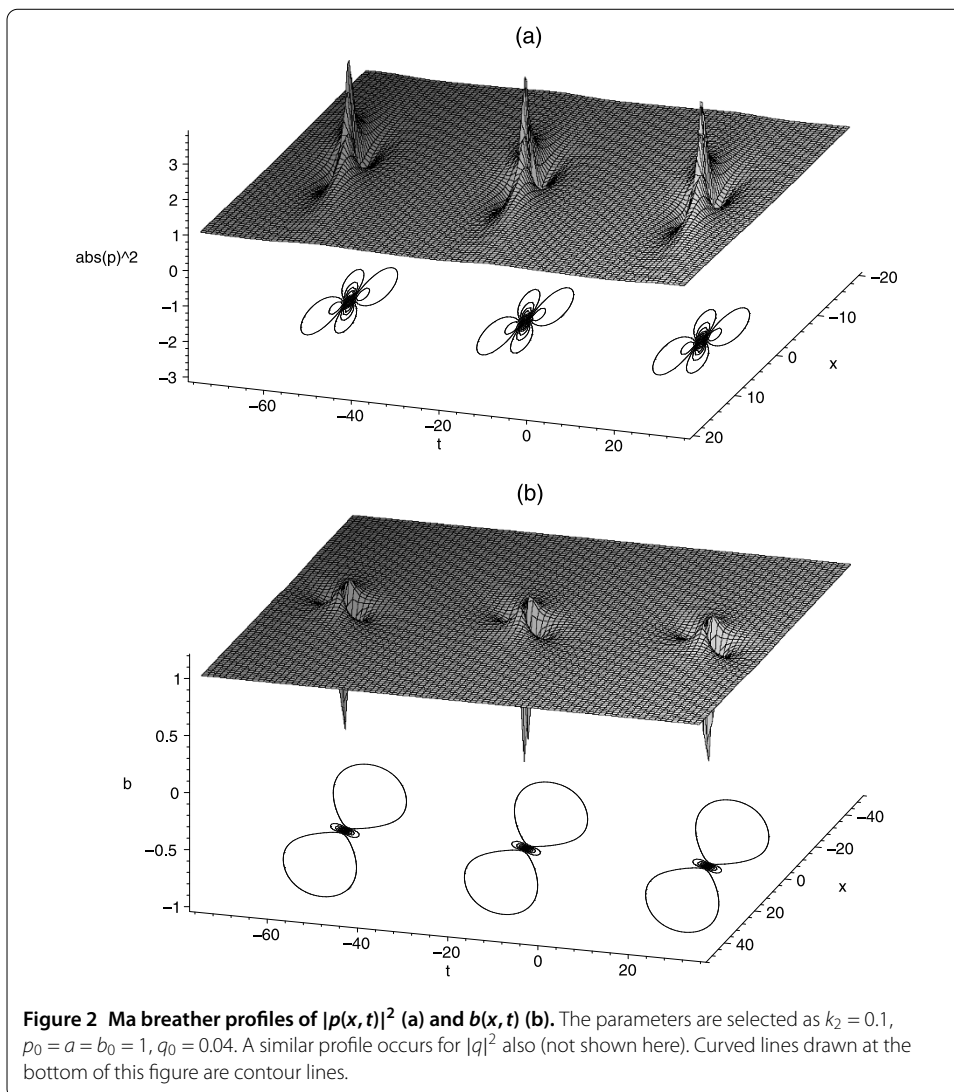 (a)
3
2
1
abs(p)^2
0
−1
−2
−3
−60
−40
−20
0
20
t
−20
−10
0
x
10
20
(b)
1
0.5
b
0
−0.5
−1
−60
−40
−20
0
20
t
−40
−20
0
x
20
40
Figure 2 Ma breather profiles of |p(x, t)|² (a) and b(x, t) (b). The parameters are selected as k₂ = 0.1,
p₀ = a = b₀ = 1, q₀ = 0.04. A similar profile occurs for |q|² also (not shown here). Curved lines drawn at the
bottom of this figure are contour lines.